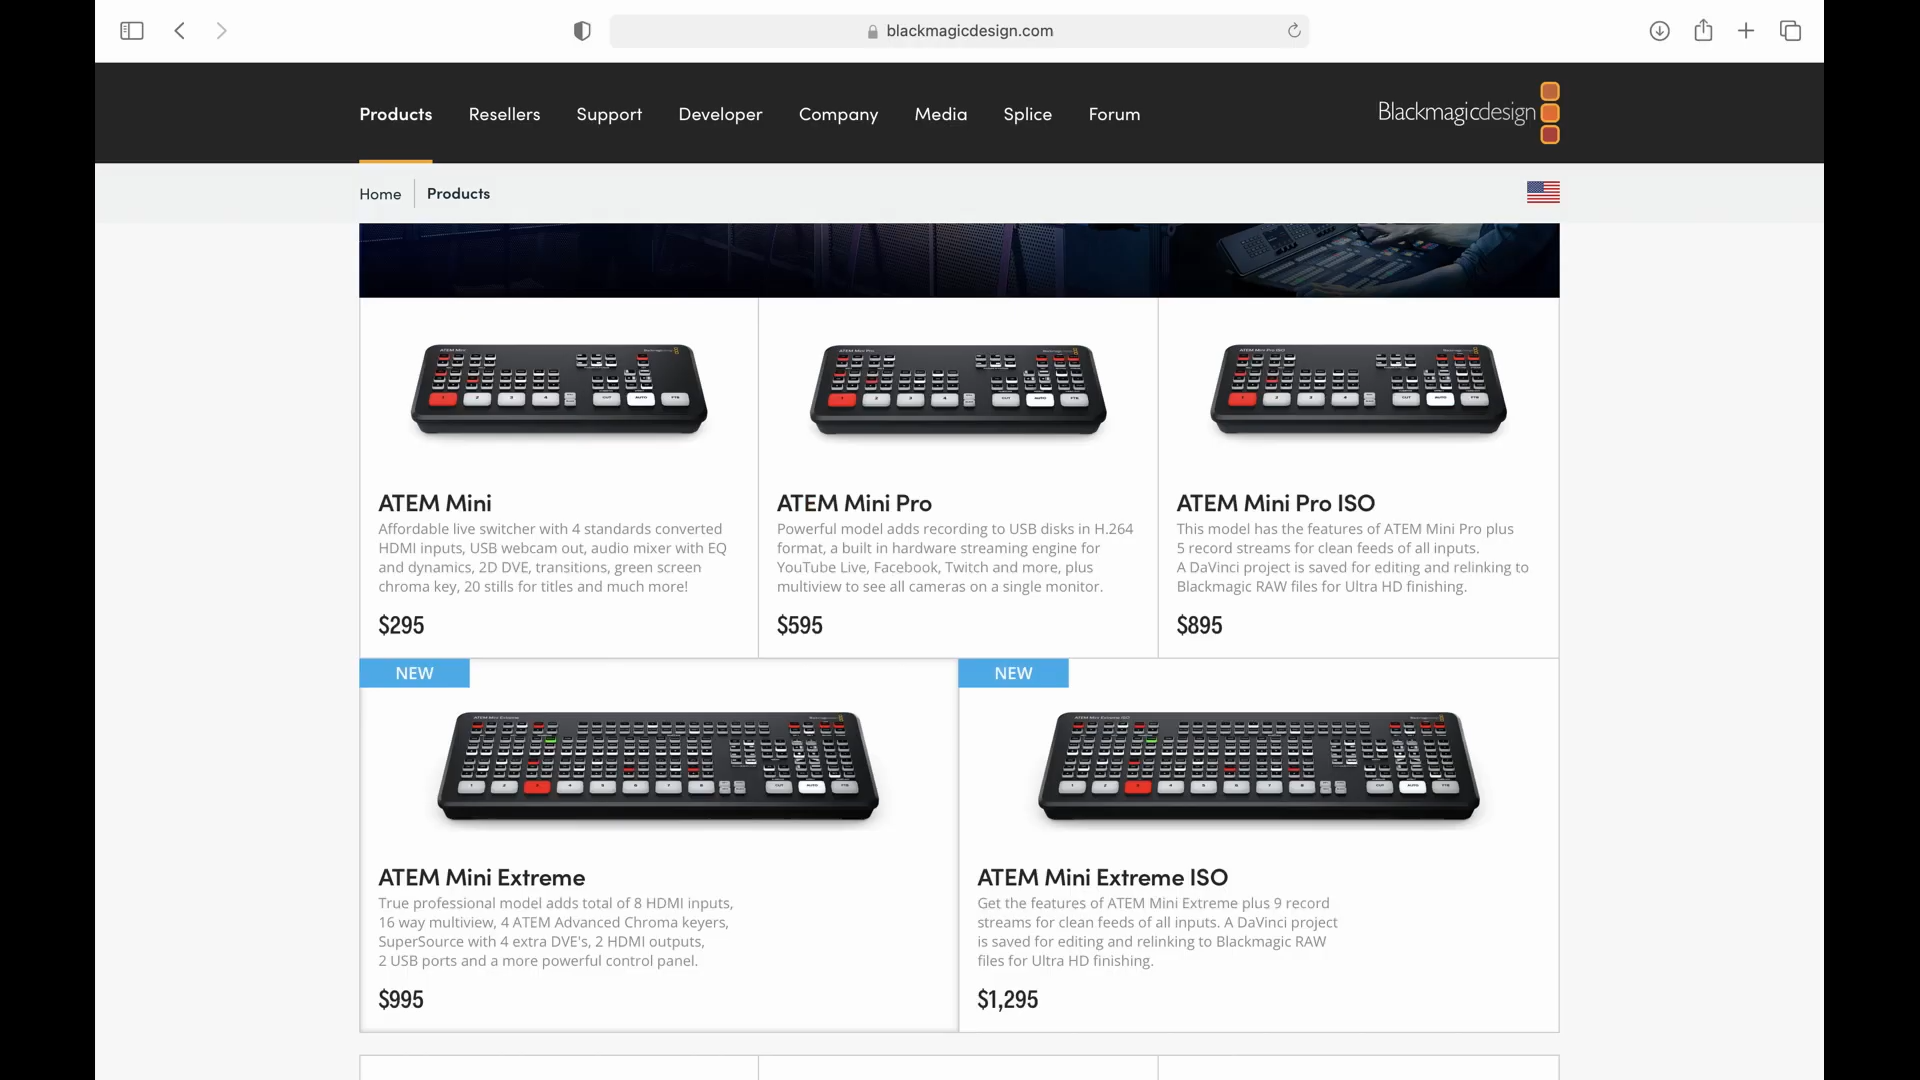 blackmagicdesign.com
Products Resellers Support Developer Company Media Splice Forum
Blackmagicdesign
Home Products
ATEM Mini
Affordable live switcher with 4 standards converted
HDMI inputs, USB webcam out, audio mixer with EQ
and dynamics, 2D DVE, transitions, green screen
chroma key, 20 stills for titles and much more!
$295
ATEM Mini Pro
Powerful model adds recording to USB disks in H.264
format, a built in hardware streaming engine for
YouTube Live, Facebook, Twitch and more, plus
multiview to see all cameras on a single monitor.
$595
ATEM Mini Pro ISO
This model has the features of ATEM Mini Pro plus
5 record streams for clean feeds of all inputs.
A DaVinci project is saved for editing and relinking to
Blackmagic RAW files for Ultra HD finishing.
$895
NEW
ATEM Mini Extreme
True professional model adds total of 8 HDMI inputs,
16 way multiview, 4 ATEM Advanced Chroma keyers,
SuperSource with 4 extra DVE's, 2 HDMI outputs,
2 USB ports and a more powerful control panel.
$995
NEW
ATEM Mini Extreme ISO
Get the features of ATEM Mini Extreme plus 9 record
streams for clean feeds of all inputs. A DaVinci project
is saved for editing and relinking to Blackmagic RAW
files for Ultra HD finishing.
$1,295